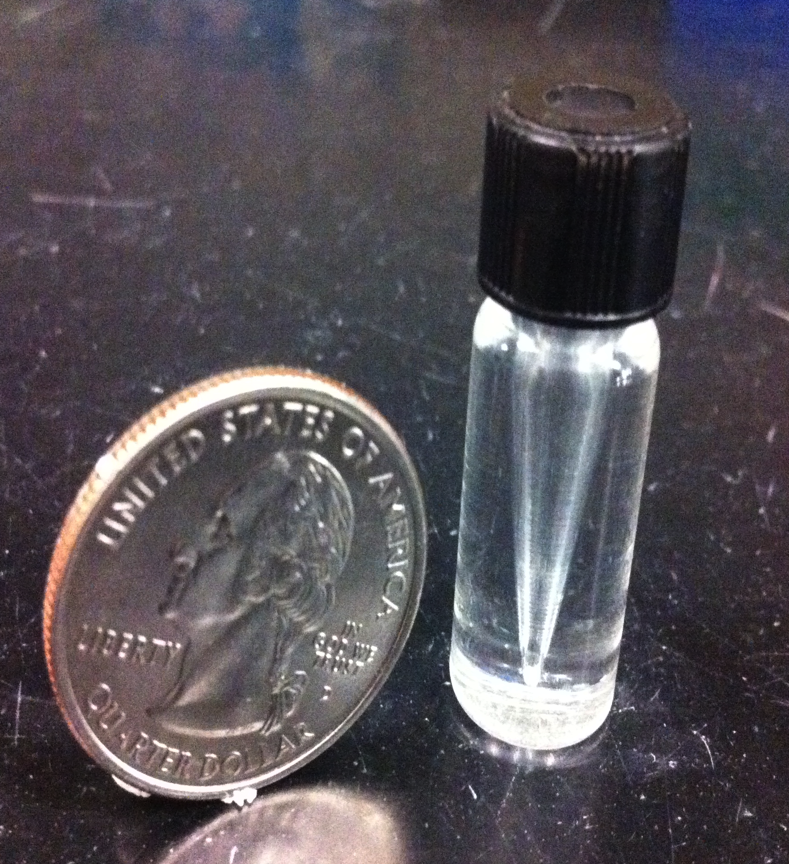 UNITED STATES OF AMERICA
LIBERTY
IN
GOD WE
TRUST
D
QUARTER DOLLAR